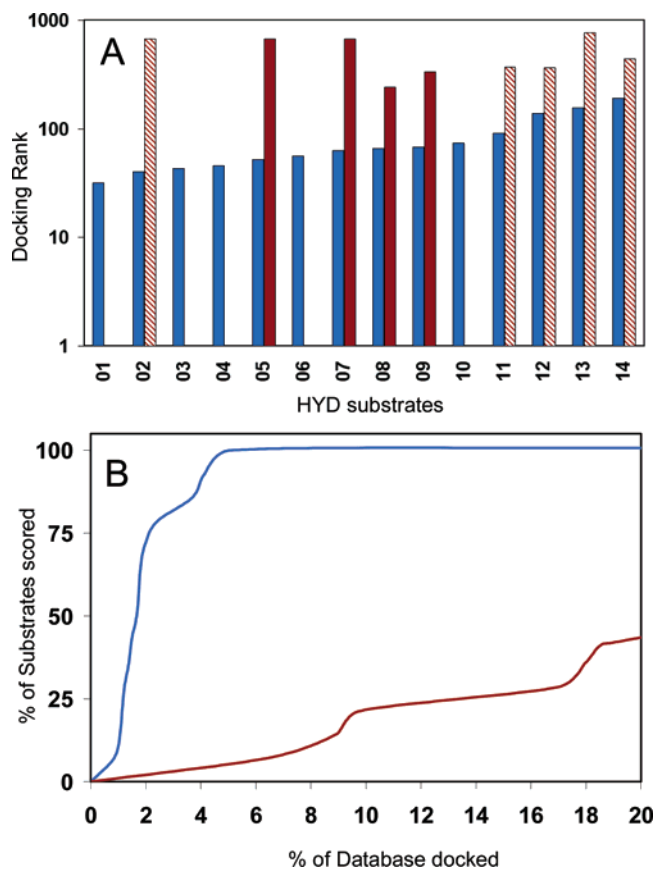 A
Docking Rank
1000
100
10
1
01 02 03 04 05 06 07 08 09 10 11 12 13 14
HYD substrates
B
% of Substrates scored
100
75
50
25
0
0 2 4 6 8 10 12 14 16 18 20
% of Database docked